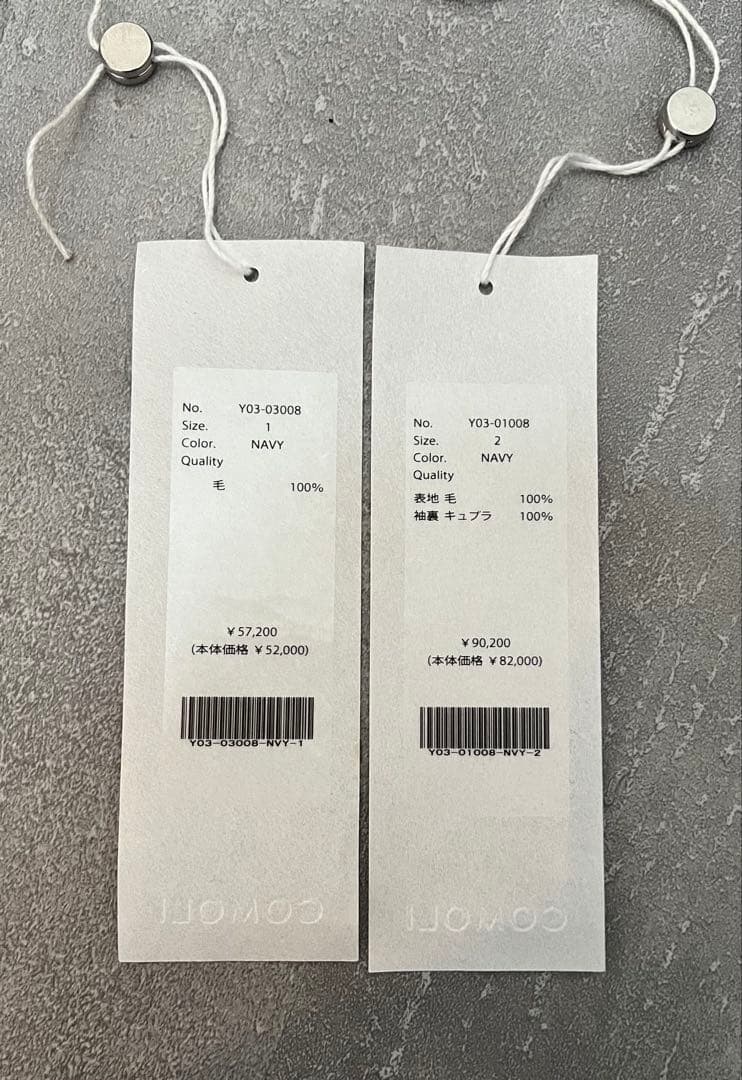 No. Y03-03008
Size. 1
Color. NAVY
Quality
毛 100%
￥57,200
(本体価格 ￥52,000)
Y03-03008-NVY-1
COMOLI
No. Y03-01008
Size. 2
Color. NAVY
Quality
表地 毛 100%
袖裏 キュプラ 100%
￥90,200
(本体価格 ￥82,000)
Y03-01008-NVY-2
COMOLI